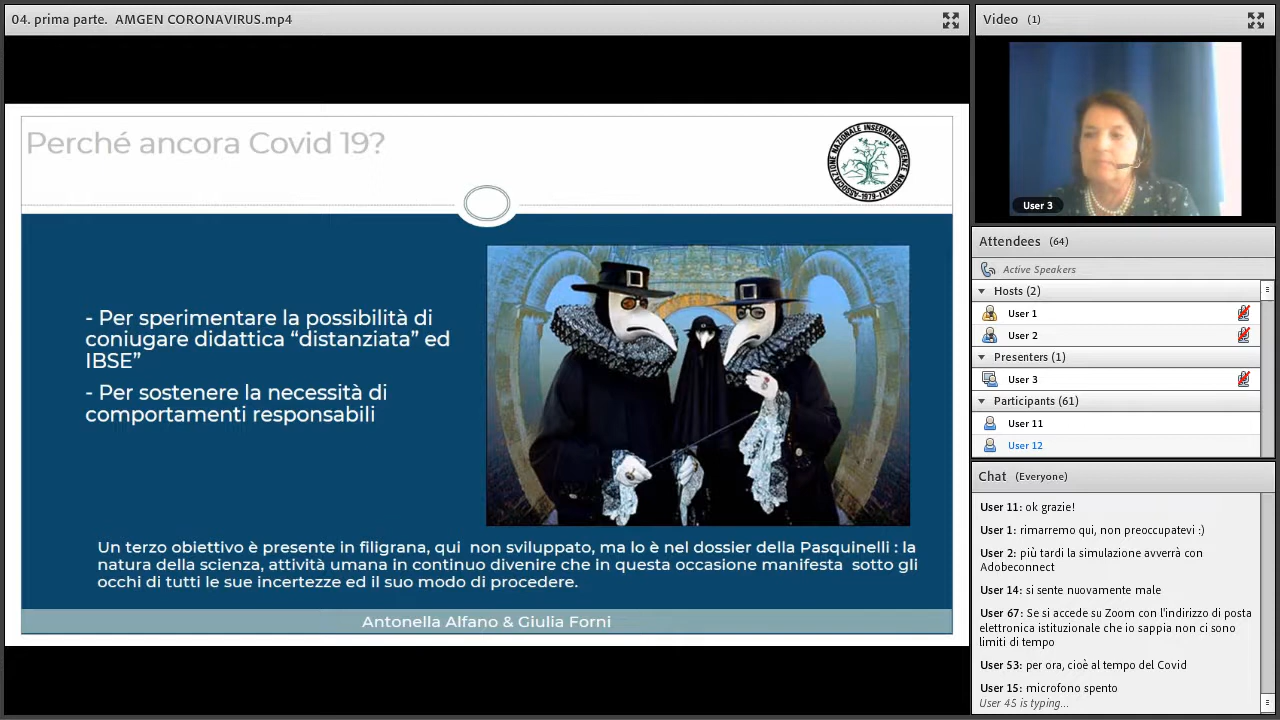 04. prima parte.  AMGEN CORONAVIRUS.mp4
Perché ancora Covid 19?
ASSOCIAZIONE NAZIONALE INSEGNANTI SCIENZE NATURALI
-1979-
- Per sperimentare la possibilità di
coniugare didattica “distanziata” ed
IBSE”
- Per sostenere la necessità di
comportamenti responsabili
Un terzo obiettivo è presente in filigrana, qui  non sviluppato, ma lo è nel dossier della Pasquinelli : la
natura della scienza, attività umana in continuo divenire che in questa occasione manifesta  sotto gli
occhi di tutti le sue incertezze ed il suo modo di procedere.
Antonella Alfano & Giulia Forni
Video (1)
User 3
Attendees (64)
Active Speakers
Hosts (2)
User 1
User 2
Presenters (1)
User 3
Participants (61)
User 11
User 12
Chat (Everyone)
User 11: ok grazie!
User 1: rimarremo qui, non preoccupatevi :)
User 2: più tardi la simulazione avverrà con
Adobeconnect
User 14: si sente nuovamente male
User 67: Se si accede su Zoom con l'indirizzo di posta
elettronica istituzionale che io sappia non ci sono
limiti di tempo
User 53: per ora, cioè al tempo del Covid
User 15: microfono spento
User 45 is typing...